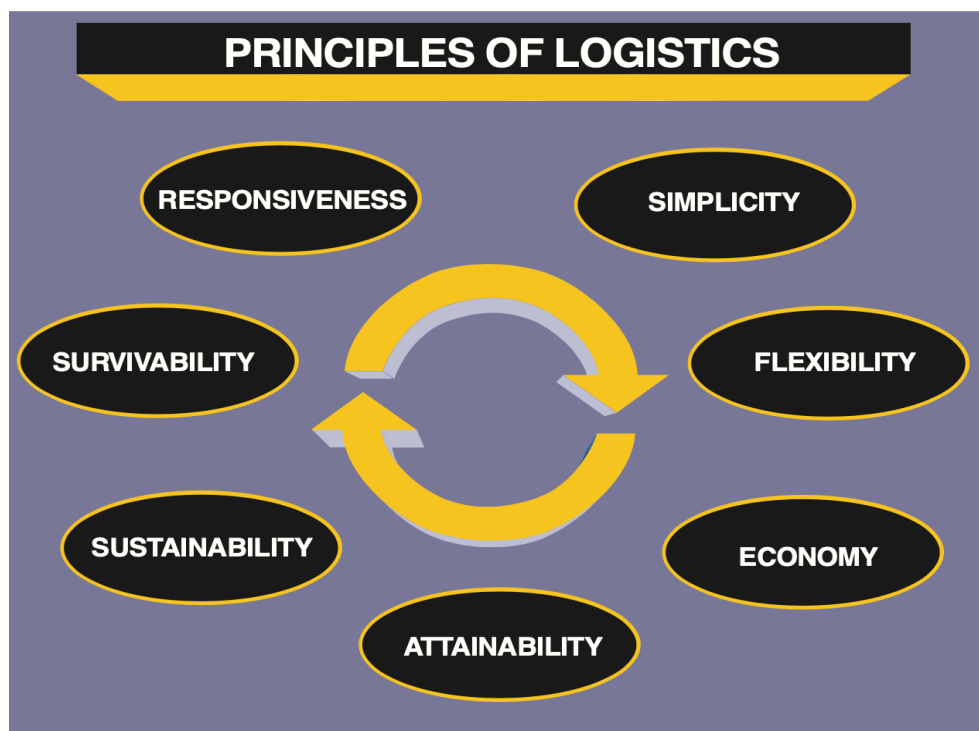 PRINCIPLES OF LOGISTICS
RESPONSIVENESS
SIMPLICITY
SURVIVABILITY
FLEXIBILITY
SUSTAINABILITY
ECONOMY
ATTAINABILITY